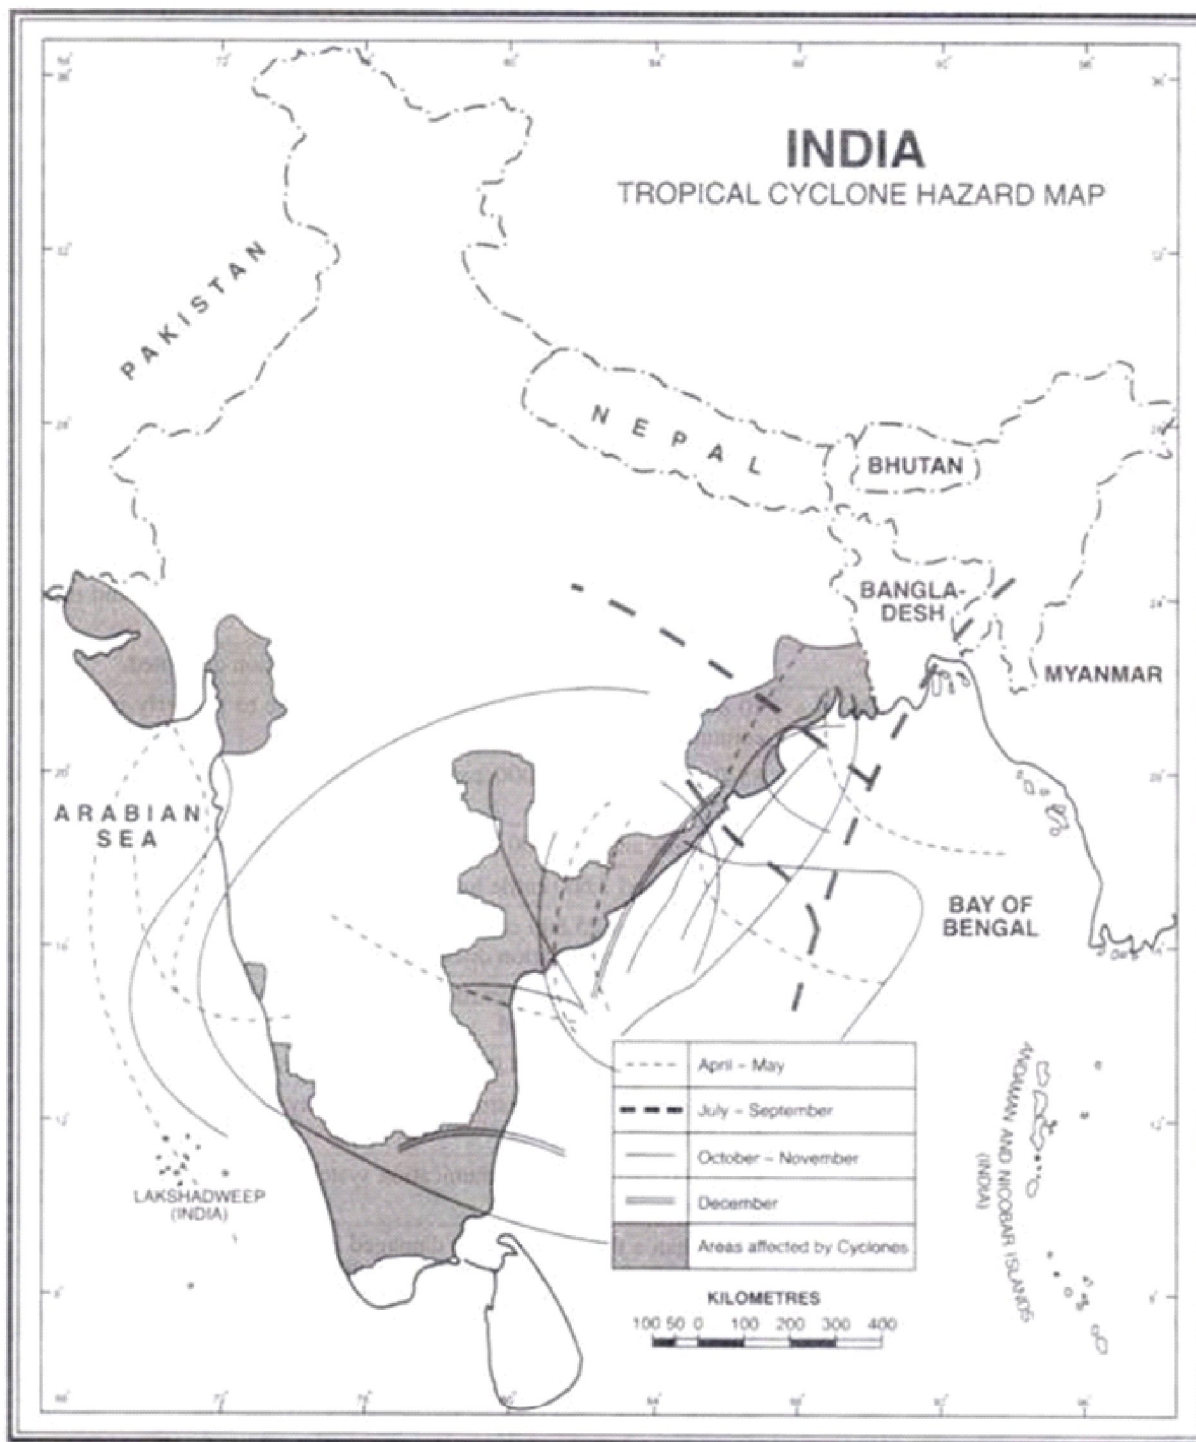 INDIA
TROPICAL CYCLONE HAZARD MAP
PAKISTAN
NEPAL
BHUTAN
BANGLA-
DESH
MYANMAR
ARABIAN
SEA
BAY OF
BENGAL
LAKSHADWEEP
(INDIA)
ANDAMAN AND NICOBAR ISLANDS
(INDIA)
April – May
July – September
October – November
December
Areas affected by Cyclones
KILOMETRES
100 50 0 100 200 300 400